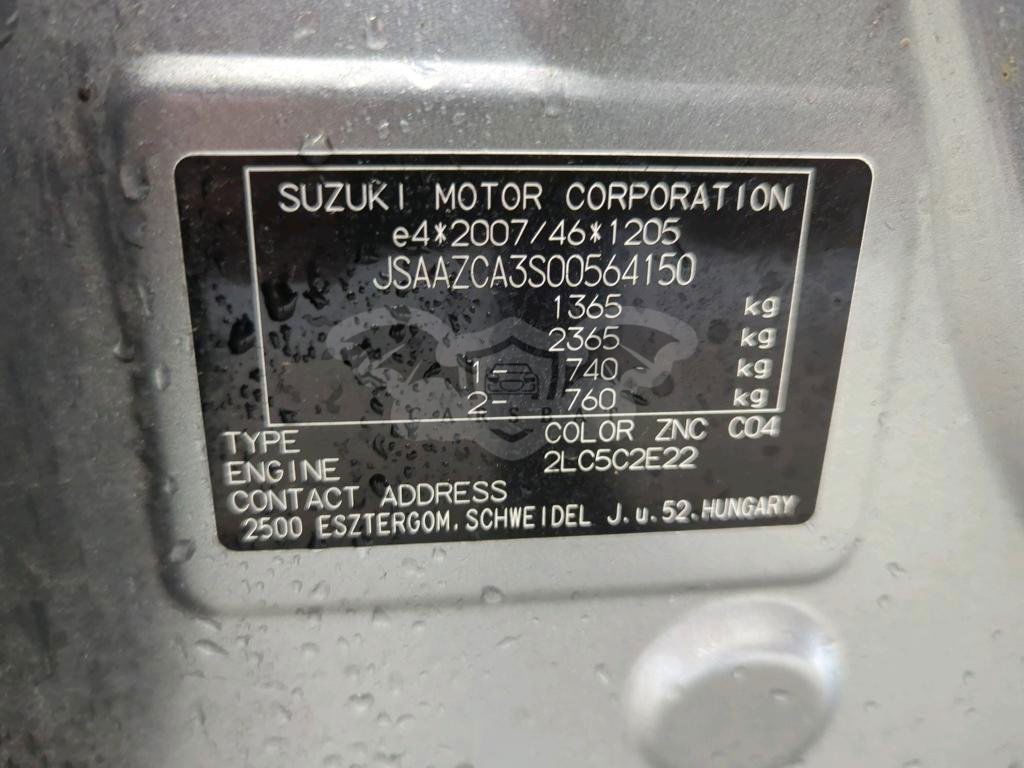 SUZUKI MOTOR CORPORATION
e4*2007/46*1205
JSAAZCA3S00564150
1365 kg
2365 kg
1- 740 kg
2- 760 kg
TYPE COLOR ZNC C04
ENGINE 2LC5C2E22
CONTACT ADDRESS
2500 ESZTERGOM, SCHWEIDEL J.u.52.HUNGARY